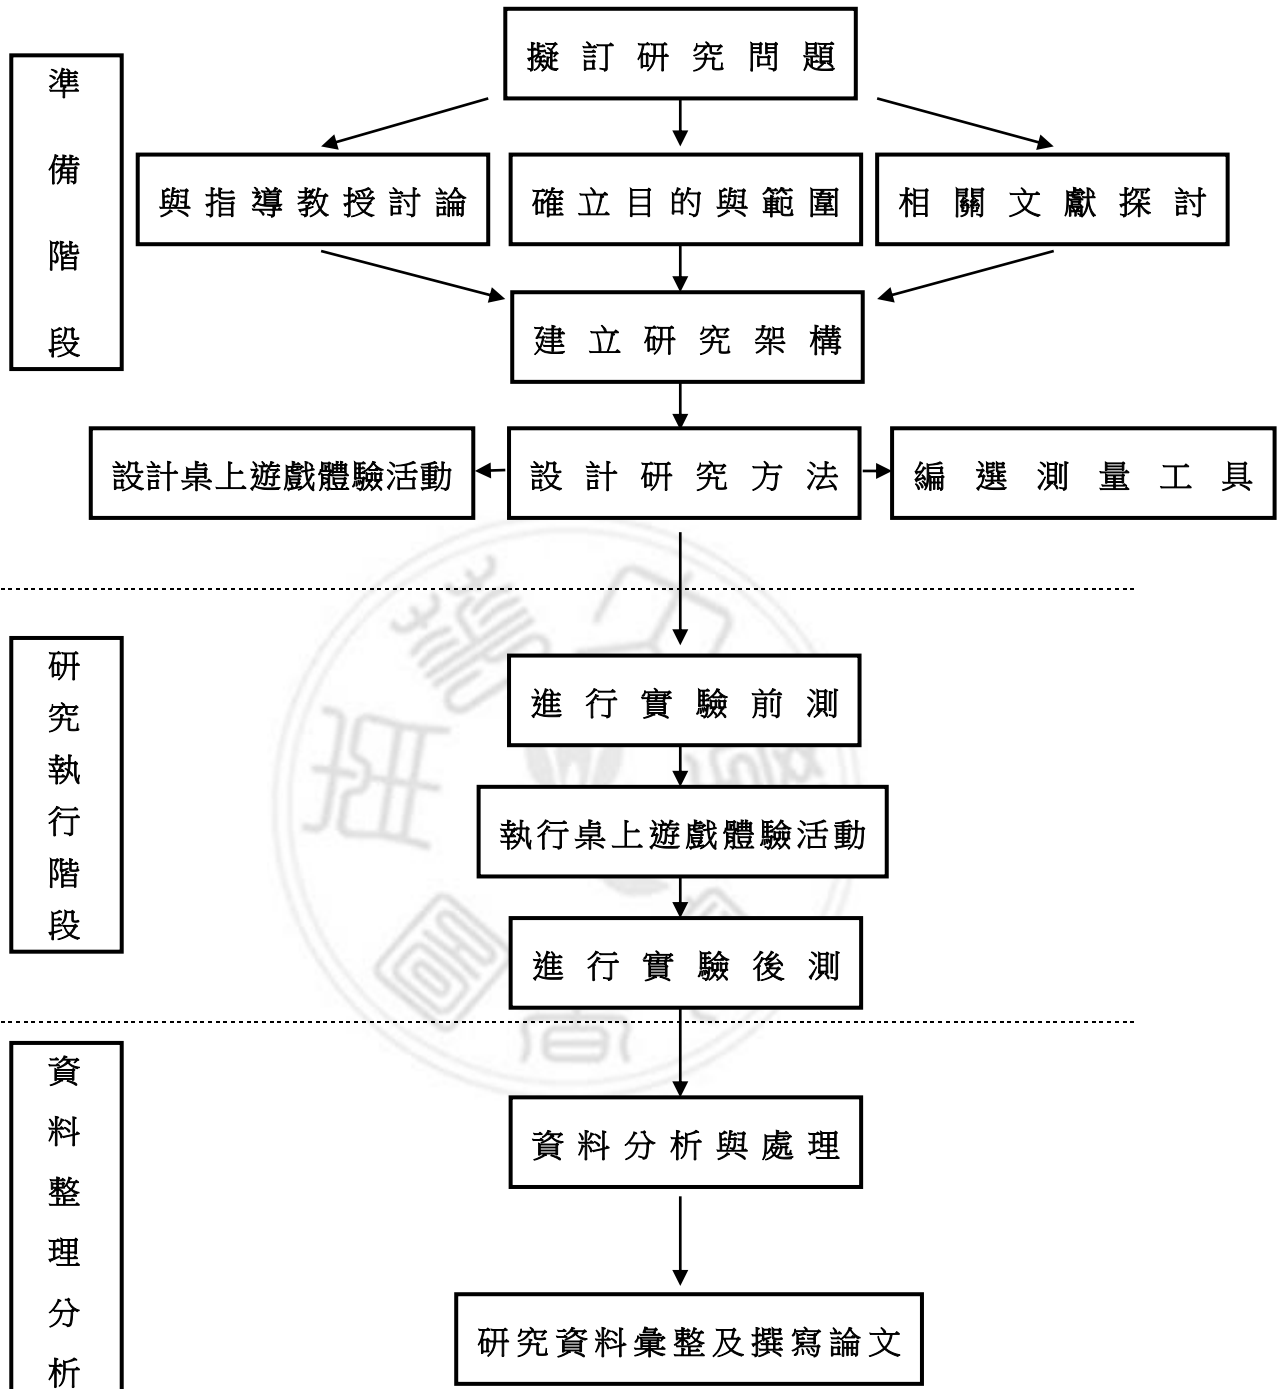 擬訂研究問題
準備階段
與指導教授討論
確立目的與範圍
相關文獻探討
建立研究架構
設計桌上遊戲體驗活動
設計研究方法
編選測量工具
研究執行階段
進行實驗前測
執行桌上遊戲體驗活動
進行實驗後測
資料整理分析
資料分析與處理
研究資料彙整及撰寫論文